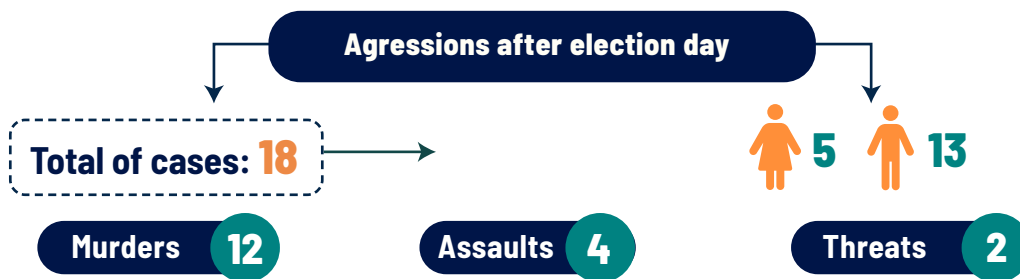 Agressions after election day
Total of cases: 18
5 13
Murders 12
Assaults 4
Threats 2